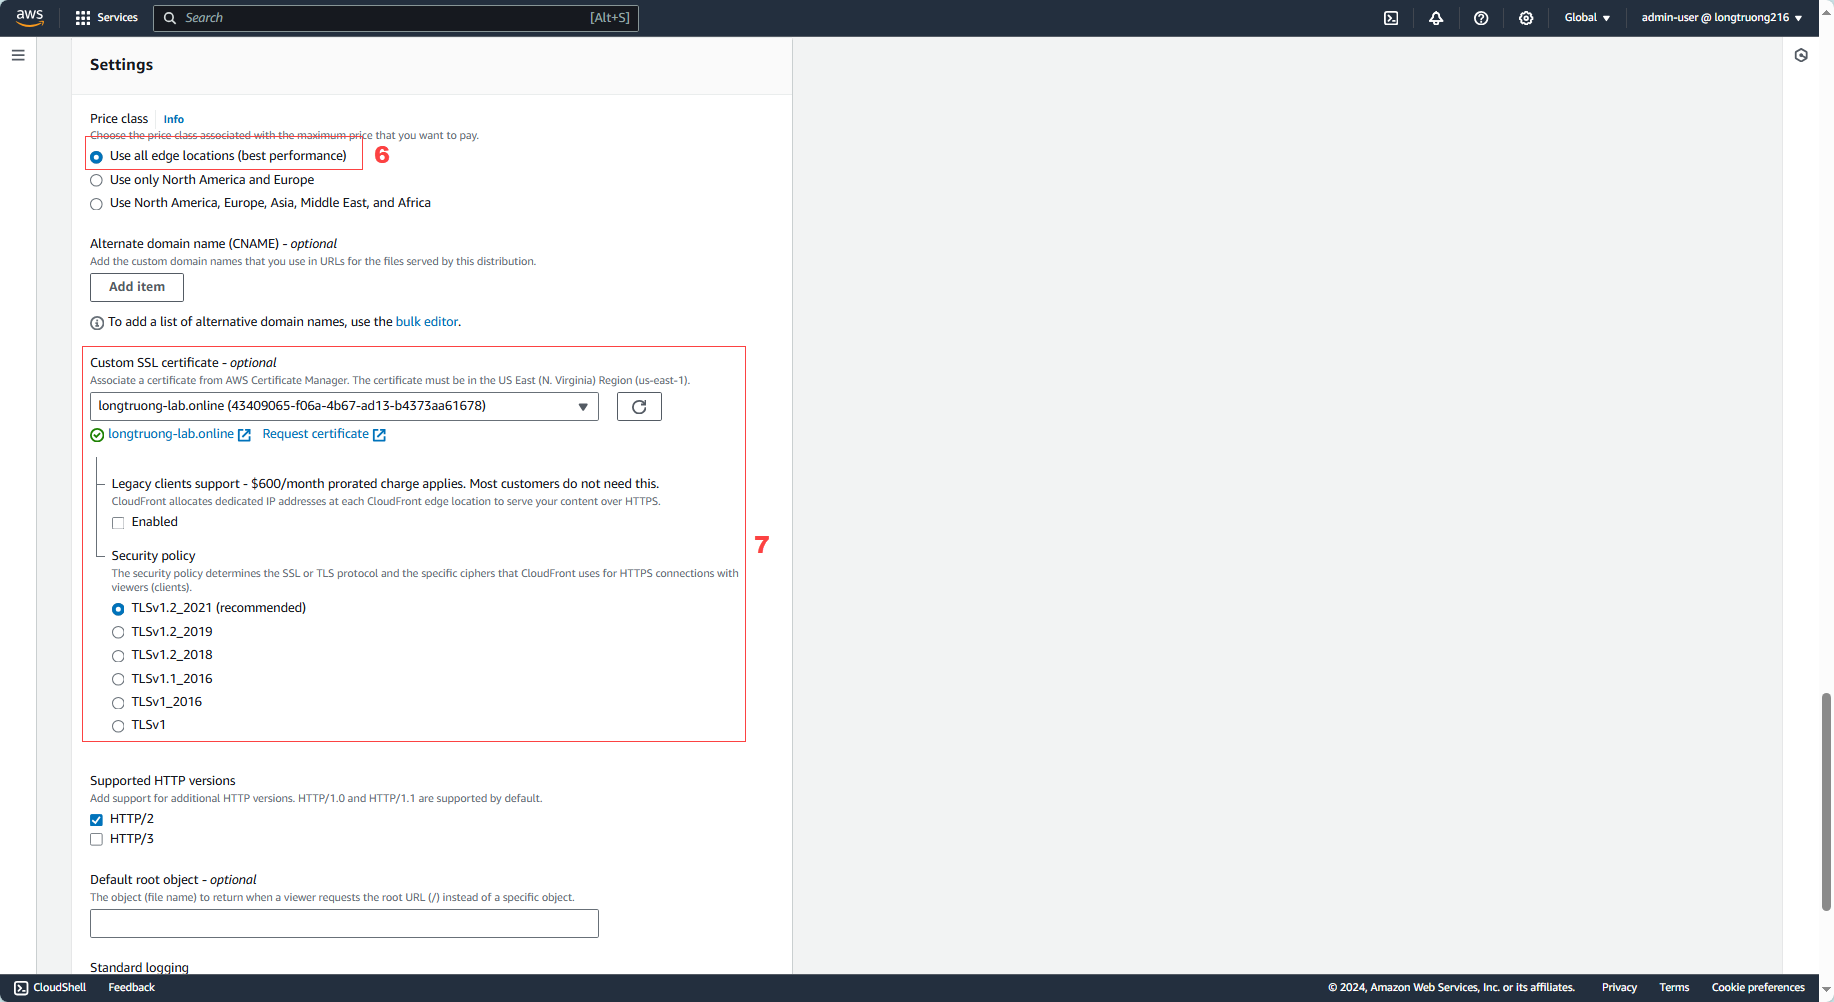 aws
Services
Search
[Alt+S]
Global
admin-user @ longtruong216
Settings
Price class
Info
Choose the price class associated with the maximum price that you want to pay.
Use all edge locations (best performance)
6
Use only North America and Europe
Use North America, Europe, Asia, Middle East, and Africa
Alternate domain name (CNAME) - optional
Add the custom domain names that you use in URLs for the files served by this distribution.
Add item
To add a list of alternative domain names, use the bulk editor.
Custom SSL certificate - optional
Associate a certificate from AWS Certificate Manager. The certificate must be in the US East (N. Virginia) Region (us-east-1).
longtruong-lab.online (43409065-f06a-4b67-ad13-b4373aa61678)
longtruong-lab.online
Request certificate
Legacy clients support - $600/month prorated charge applies. Most customers do not need this.
CloudFront allocates dedicated IP addresses at each CloudFront edge location to serve your content over HTTPS.
Enabled
7
Security policy
The security policy determines the SSL or TLS protocol and the specific ciphers that CloudFront uses for HTTPS connections with
viewers (clients).
TLSv1.2_2021 (recommended)
TLSv1.2_2019
TLSv1.2_2018
TLSv1.1_2016
TLSv1_2016
TLSv1
Supported HTTP versions
Add support for additional HTTP versions. HTTP/1.0 and HTTP/1.1 are supported by default.
HTTP/2
HTTP/3
Default root object - optional
The object (file name) to return when a viewer requests the root URL (/) instead of a specific object.
Standard logging
CloudShell
Feedback
© 2024, Amazon Web Services, Inc. or its affiliates.
Privacy
Terms
Cookie preferences